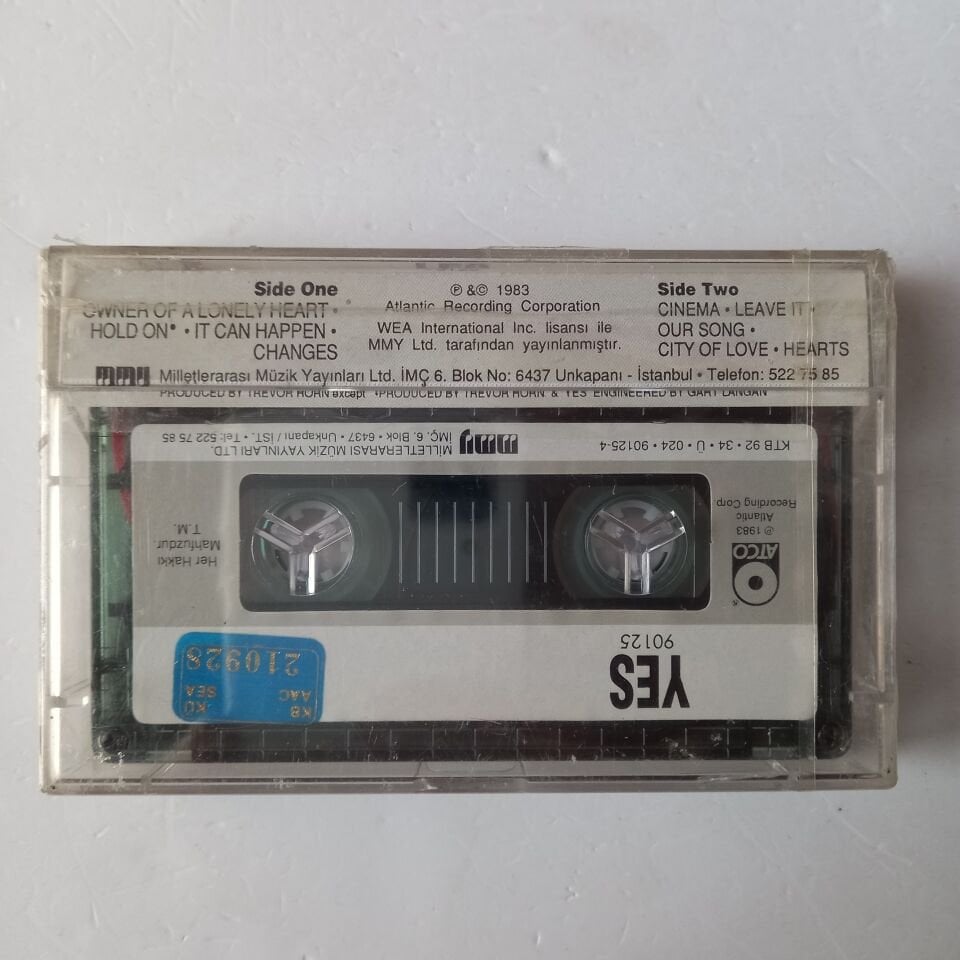 Side One
OWNER OF A LONELY HEART •
HOLD ON* • IT CAN HAPPEN •
CHANGES
℗ &© 1983
Atlantic Recording Corporation
WEA International Inc. lisansı ile
MMY Ltd. tarafından yayınlanmıştır.
Side Two
CINEMA • LEAVE IT •
OUR SONG •
CITY OF LOVE • HEARTS
mmy Milletlerarası Müzik Yayınları Ltd. İMÇ 6. Blok No: 6437 Unkapanı - İstanbul • Telefon: 522 75 85
PRODUCED BY TREVOR HORN except *PRODUCED BY TREVOR HORN & YES ENGINEERED BY GARY LANGAN
YES
90125
KB KÜ
AAC SEA
210928
ATCO
®
℗ 1983
Atlantic
Recording Corp.
Her Hakkı
Mahfuzdur.
T.M.
KTB 92 • 34 • Ü • 024 • 90125-4
mmy
MİLLETLERARASI MÜZİK YAYINLARI LTD.
İMÇ. 6. Blok • 6437 • Unkapanı / İST. • Tel: 522 75 85